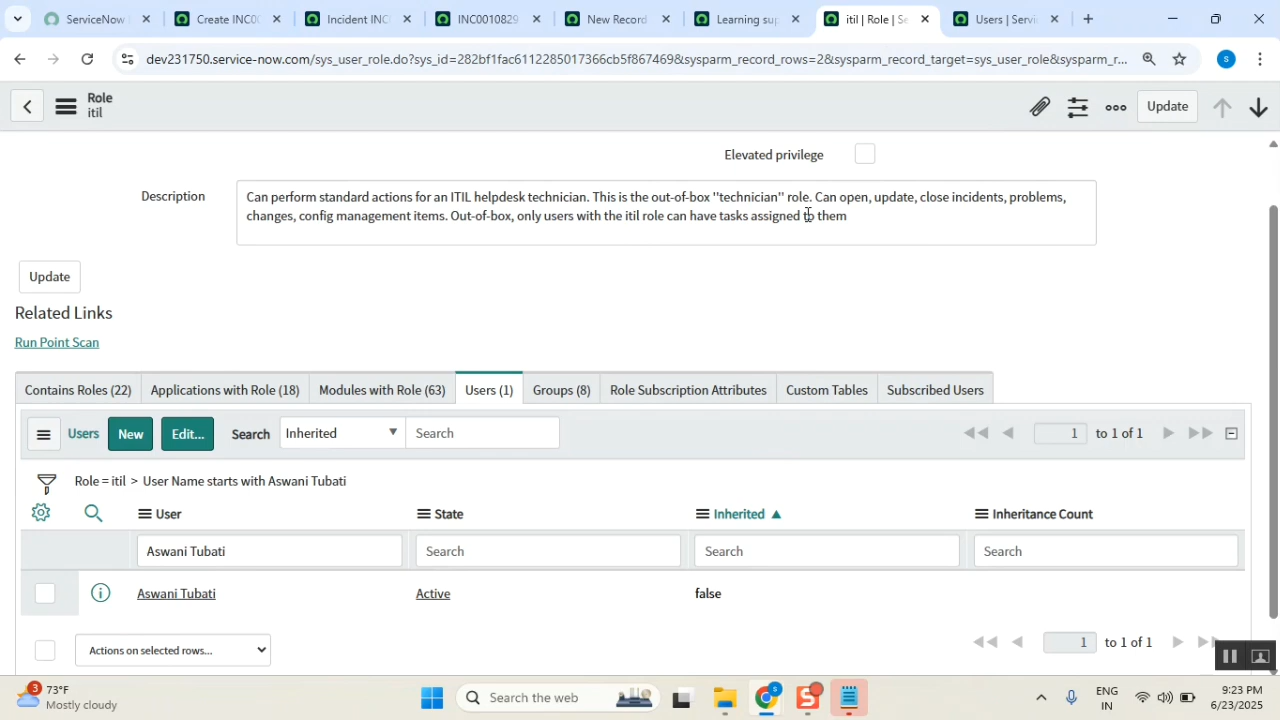 ServiceNow
Create INC00
Incident INC
INC0010829
New Record
Learning sup
itil | Role | Se
Users | Servic
dev231750.service-now.com/sys_user_role.do?sys_id=282bf1fac6112285017366cb5f867469&sysparm_record_rows=2&sysparm_record_target=sys_user_role&sysparm_r...
S
Role
itil
Update
Elevated privilege
Description
Can perform standard actions for an ITIL helpdesk technician. This is the out-of-box "technician" role. Can open, update, close incidents, problems,
changes, config management items. Out-of-box, only users with the itil role can have tasks assigned to them
Update
Related Links
Run Point Scan
Contains Roles (22)
Applications with Role (18)
Modules with Role (63)
Users (1)
Groups (8)
Role Subscription Attributes
Custom Tables
Subscribed Users
Users
New
Edit...
Search
Inherited
Search
1
to 1 of 1
Role = itil > User Name starts with Aswani Tubati
User
State
Inherited
Inheritance Count
Aswani Tubati
Search
Search
Search
Aswani Tubati
Active
false
Actions on selected rows...
1
to 1 of 1
3
73°F
Mostly cloudy
Search the web
S
S
ENG
IN
9:23 PM
6/23/2025